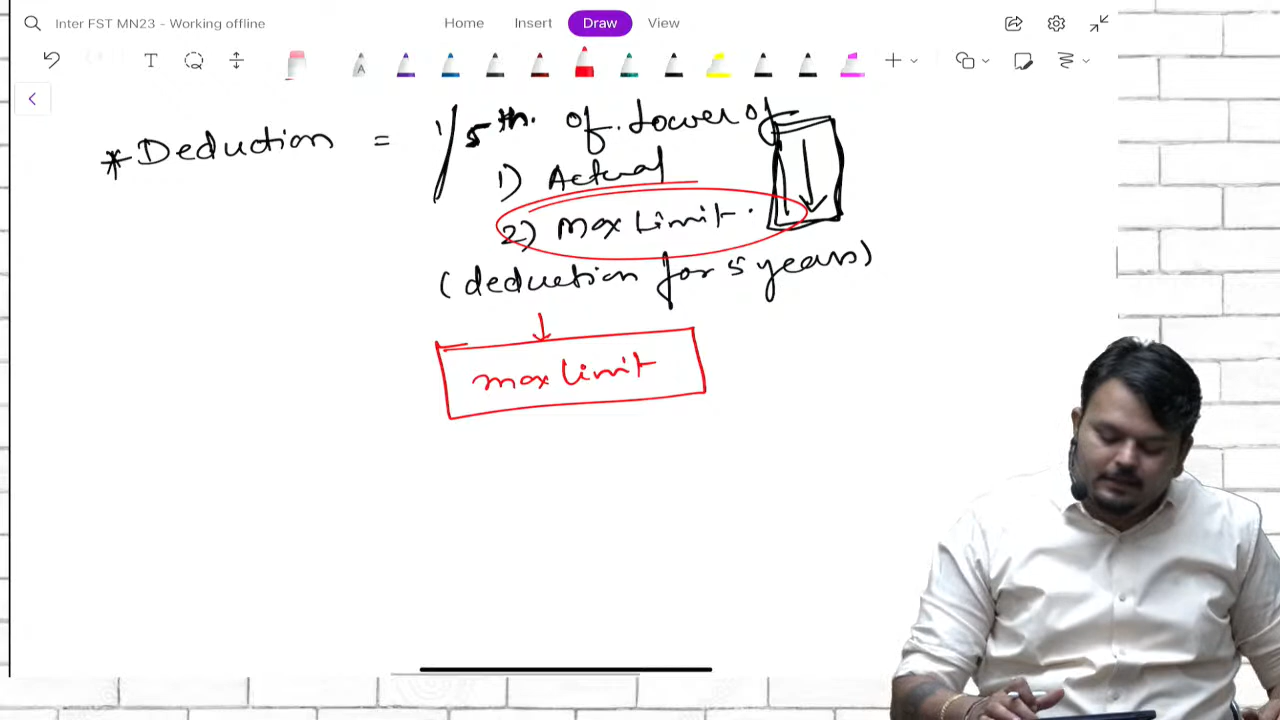 Inter FST MN23 - Working offline
Home Insert Draw View
T
A
* Deduction = 1/5th. of. Lower of
1) Actual
2) Max Limit.
(deduction for 5 years)
max limit